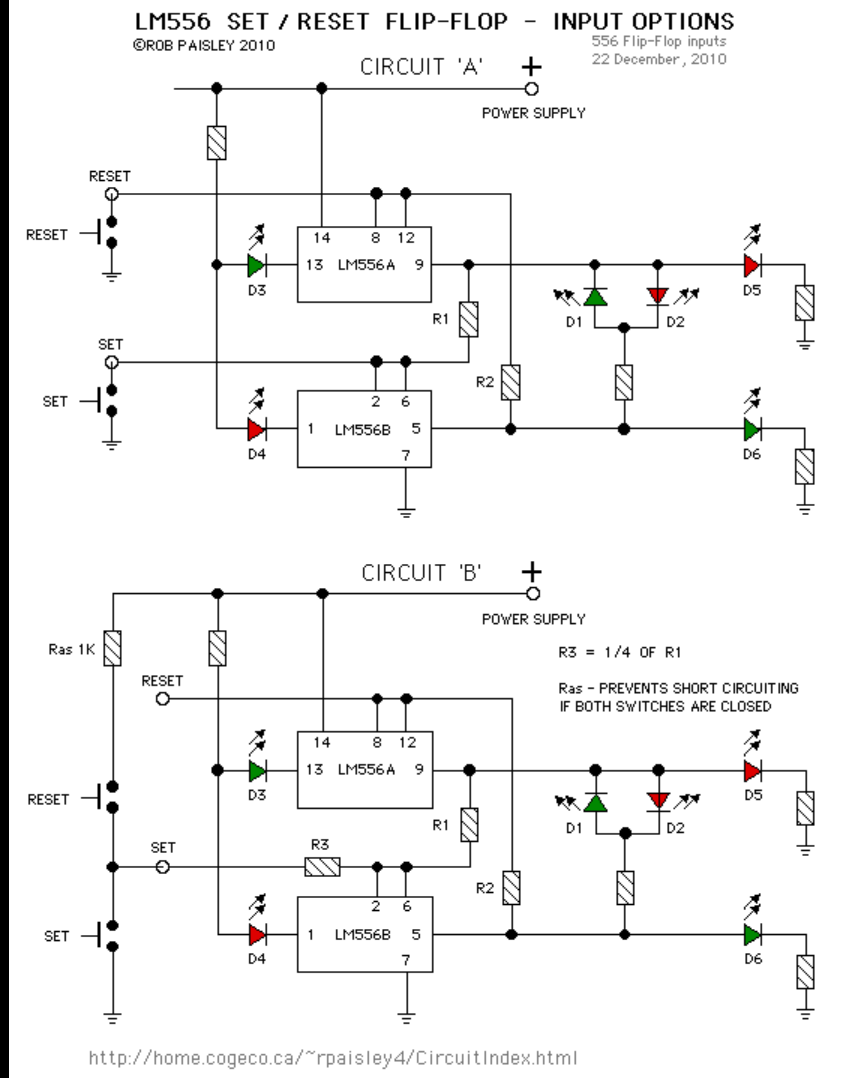 LM556 SET / RESET FLIP-FLOP - INPUT OPTIONS
©ROB PAISLEY 2010
556 Flip-Flop inputs
22 December, 2010
CIRCUIT 'A'
+
POWER SUPPLY
RESET
RESET
14 8 12
13 LM556A 9
D3
R1
D1
D2
D5
SET
SET
R2
2 6
1 LM556B 5
7
D4
D6
CIRCUIT 'B'
+
POWER SUPPLY
Ras 1K
R3 = 1/4 OF R1
RESET
Ras - PREVENTS SHORT CIRCUITING
IF BOTH SWITCHES ARE CLOSED
14 8 12
13 LM556A 9
D3
RESET
R1
D1
D2
D5
SET
R3
R2
2 6
SET
1 LM556B 5
7
D4
D6
http://home.cogeco.ca/~rpaisley4/CircuitIndex.html